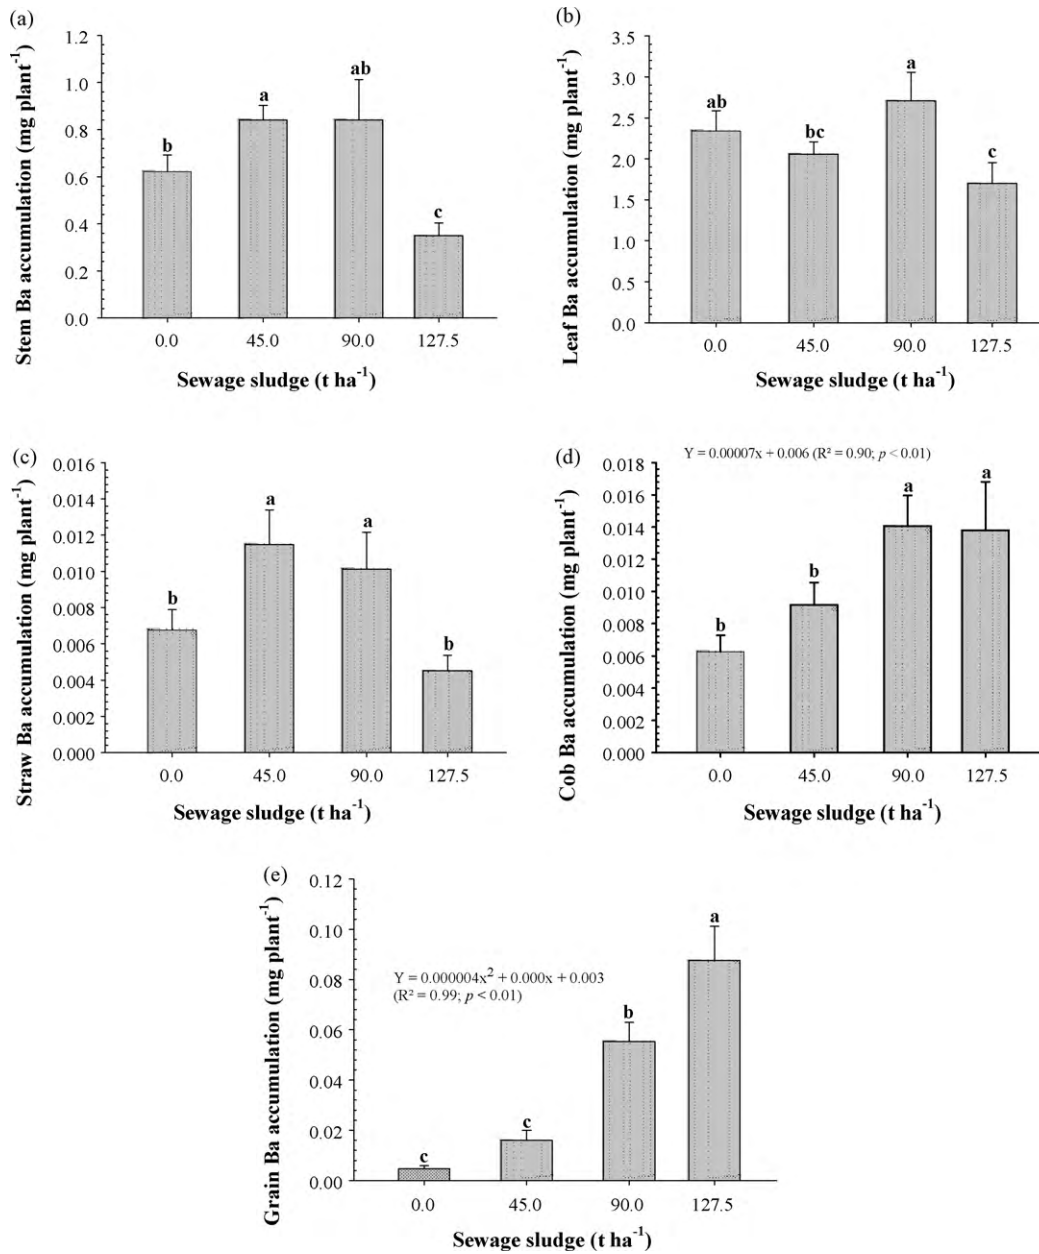 (a)
Stem Ba accumulation (mg plant⁻¹)
1.2
1.0
0.8
0.6
0.4
0.2
0.0
b
a
ab
c
0.0 45.0 90.0 127.5
Sewage sludge (t ha⁻¹)
(b)
Leaf Ba accumulation (mg plant⁻¹)
3.5
3.0
2.5
2.0
1.5
1.0
0.5
0.0
ab
bc
a
c
0.0 45.0 90.0 127.5
Sewage sludge (t ha⁻¹)
(c)
Straw Ba accumulation (mg plant⁻¹)
0.016
0.014
0.012
0.010
0.008
0.006
0.004
0.002
0.000
b
a
a
b
0.0 45.0 90.0 127.5
Sewage sludge (t ha⁻¹)
(d)
Y = 0.00007x + 0.006 (R² = 0.90; p < 0.01)
Cob Ba accumulation (mg plant⁻¹)
0.018
0.016
0.014
0.012
0.010
0.008
0.006
0.004
0.002
0.000
b
b
a
a
0.0 45.0 90.0 127.5
Sewage sludge (t ha⁻¹)
(e)
Grain Ba accumulation (mg plant⁻¹)
0.12
0.10
0.08
0.06
0.04
0.02
0.00
Y = 0.000004x² + 0.000x + 0.003
(R² = 0.99; p < 0.01)
c
c
b
a
0.0 45.0 90.0 127.5
Sewage sludge (t ha⁻¹)